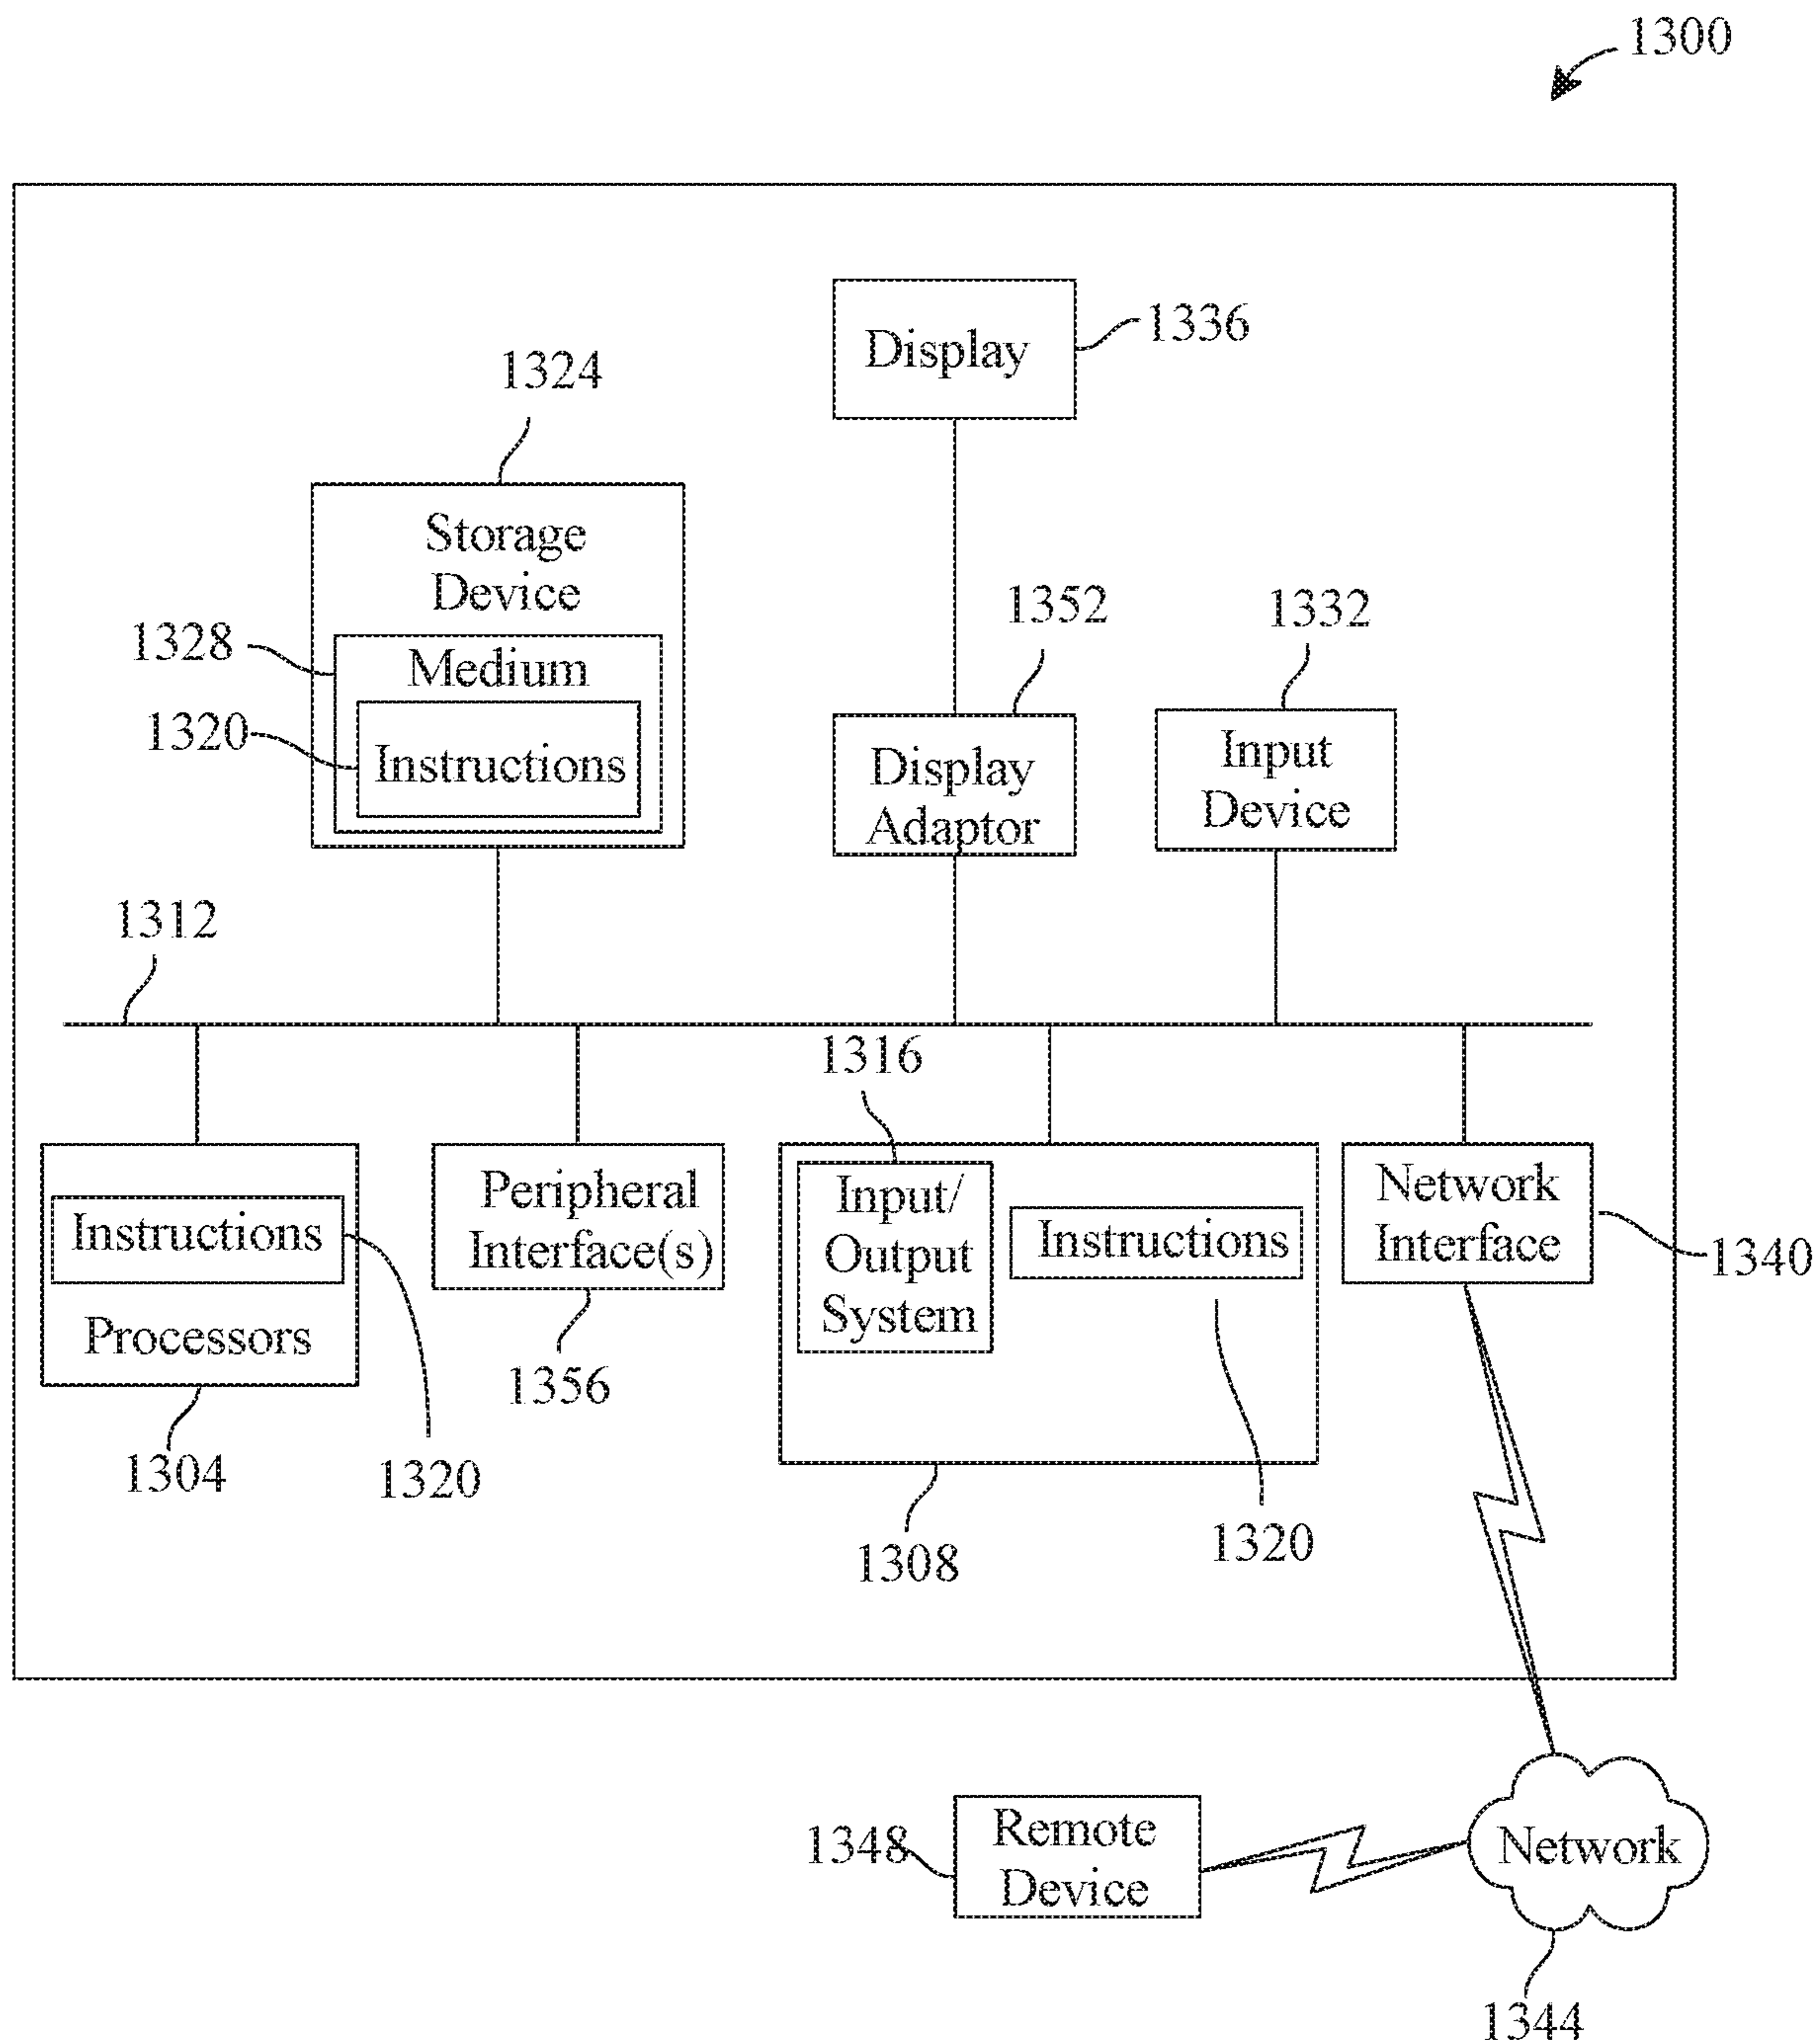 1300
Display
1336
1324
Storage
Device
1328
Medium
1320
Instructions
1352
Display
Adaptor
1332
Input
Device
1312
1316
Instructions
Processors
1304
1320
Peripheral
Interface(s)
1356
Input/
Output
System
Instructions
1308
1320
Network
Interface
1340
1348
Remote
Device
Network
1344